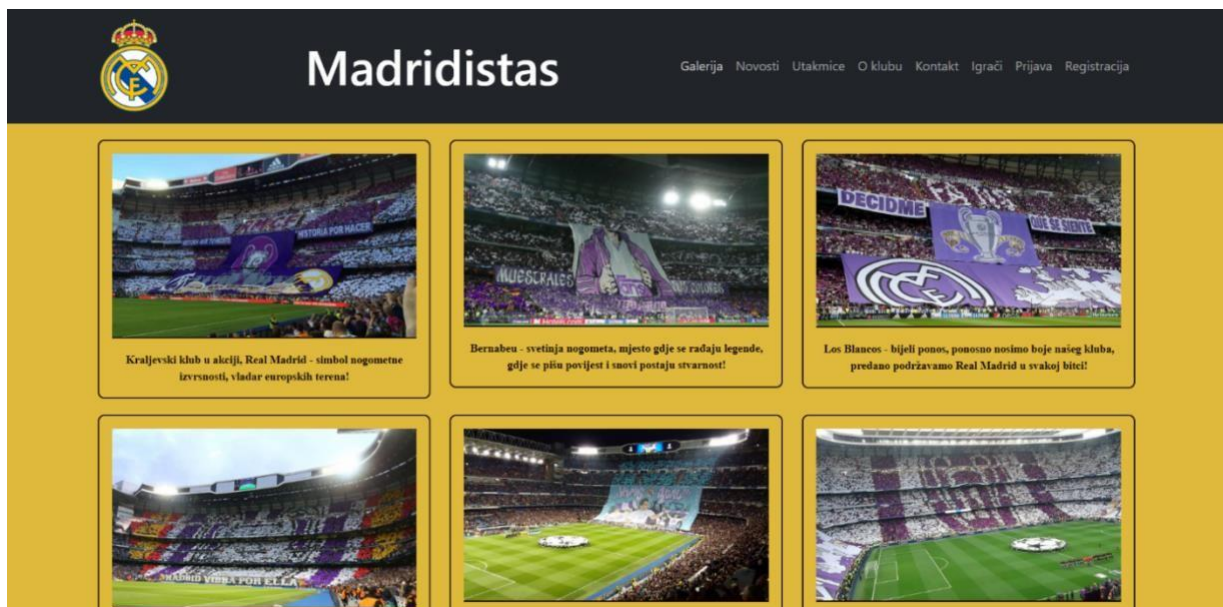 Madridistas
Galerija Novosti Utakmice O klubu Kontakt Igrači Prijava Registracija
HISTORIA POR HACER
MUESTRALES
DECIDME
QUE SE SIENTE
Kraljevski klub u akciji, Real Madrid - simbol nogometne
izvrsnosti, vladar europskih terena!
Bernabeu - svetinja nogometa, mjesto gdje se rađaju legende,
gdje se pišu povijest i snovi postaju stvarnost!
Los Blancos - bijeli ponos, ponosno nosimo boje našeg kluba,
predano podržavamo Real Madrid u svakoj bitci!
MADRID VIBRA POR ELLA